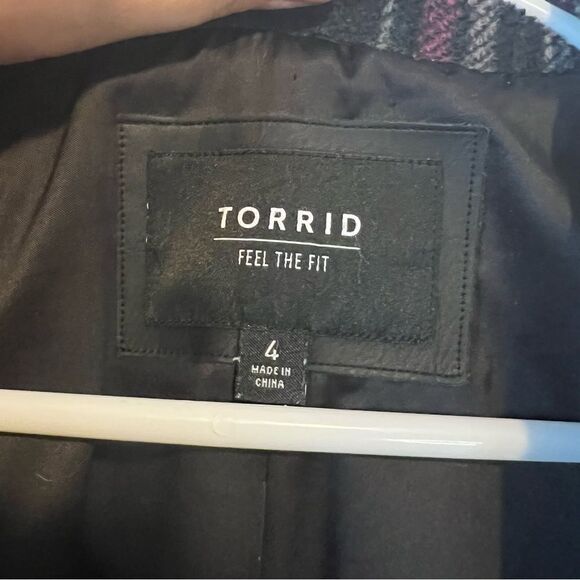 TORRID
FEEL THE FIT
4
MADE IN
CHINA